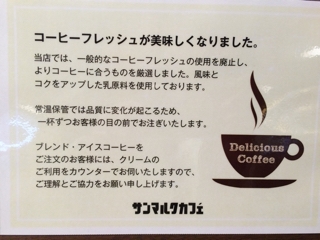 コーヒーフレッシュが美味しくなりました。
当店では、一般的なコーヒーフレッシュの使用を廃止し、
よりコーヒーに合うものを厳選しました。風味と
コクをアップした乳原料を使用しております。
常温保管では品質に変化が起こるため、
一杯ずつお客様の目の前でお注ぎいたします。
ブレンド・アイスコーヒーを
ご注文のお客様には、クリームの
ご利用をカウンターでお伺いたしますので、
ご理解とご協力をお願い申し上げます。
Delicious
Coffee
サンマルクカフェ